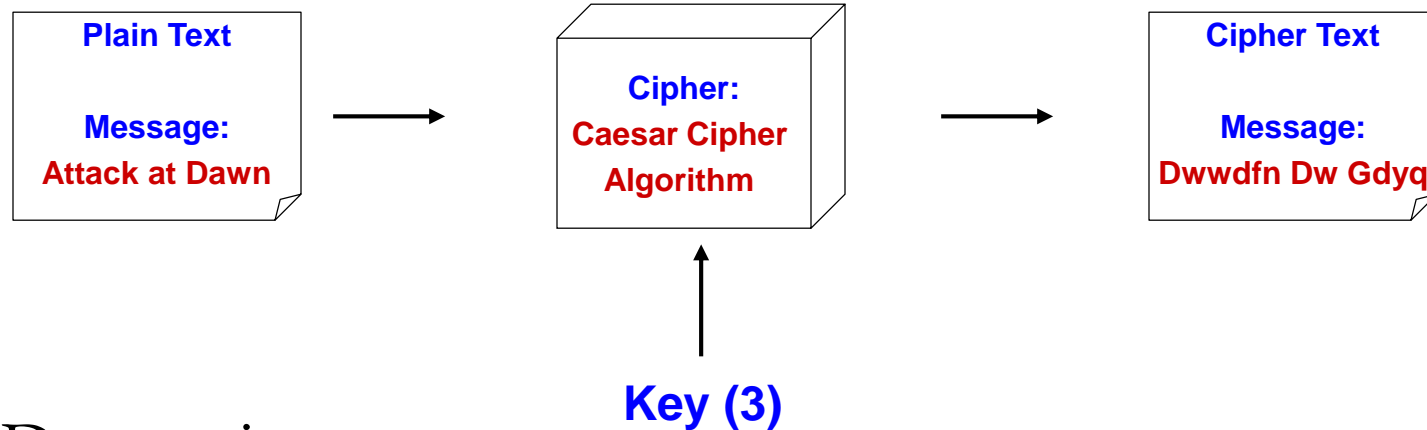 Plain Text
Message:
Attack at Dawn
Cipher:
Caesar Cipher
Algorithm
Cipher Text
Message:
Dwwdfn Dw Gdyq
Key (3)